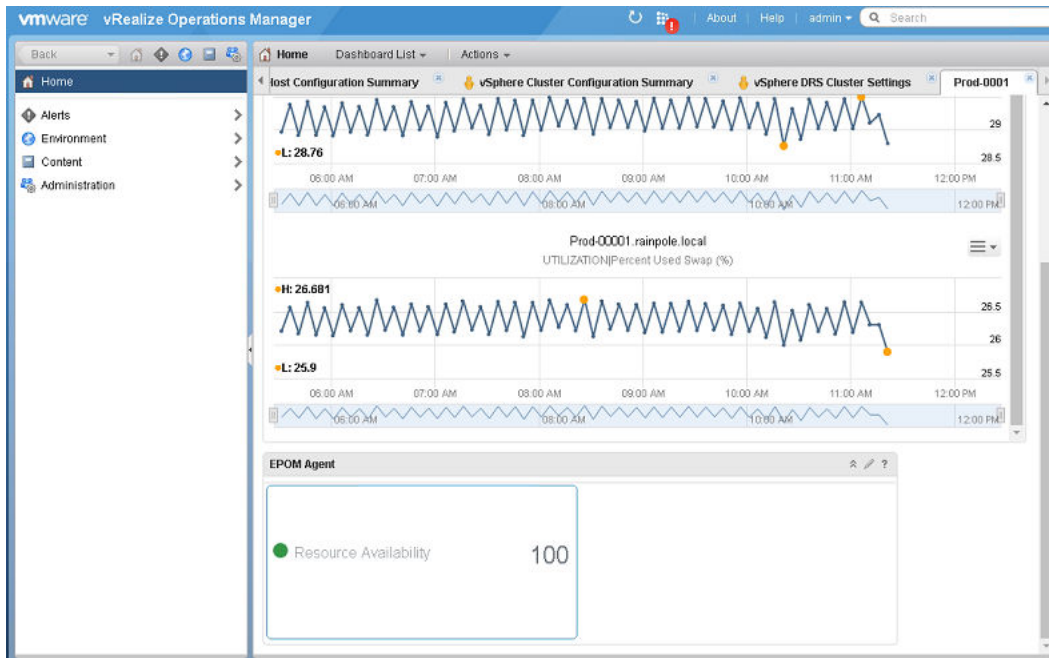 vmware vRealize Operations Manager
About Help admin Search
Back
Home Dashboard List Actions
Home
Host Configuration Summary vSphere Cluster Configuration Summary vSphere DRS Cluster Settings Prod-0001
Alerts
Environment
Content
Administration
29
L: 28.76
28.5
06:00 AM 07:00 AM 08:00 AM 09:00 AM 10:00 AM 11:00 AM 12:00 PM
06:00 AM 08:00 AM 10:00 AM 12:00 PM
Prod-00001.rainpole.local
UTILIZATION|Percent Used Swap (%)
H: 26.681
26.5
26
L: 25.9
25.5
06:00 AM 07:00 AM 08:00 AM 09:00 AM 10:00 AM 11:00 AM 12:00 PM
06:00 AM 08:00 AM 10:00 AM 12:00 PM
EPOM Agent ?
Resource Availability 100